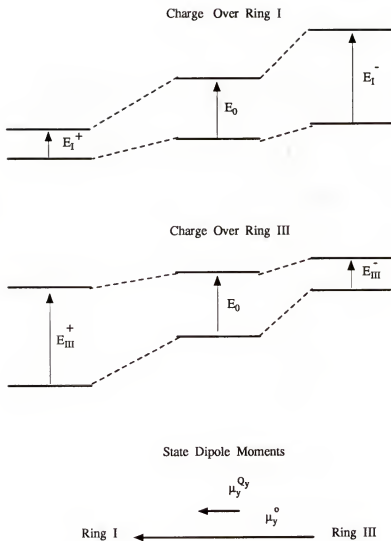 Charge Over Ring I
E_I^+
E_0
E_I^-
Charge Over Ring III
E_III^+
E_0
E_III^-
State Dipole Moments
μ_y^{Q_y}
μ_y^o
Ring I
Ring III